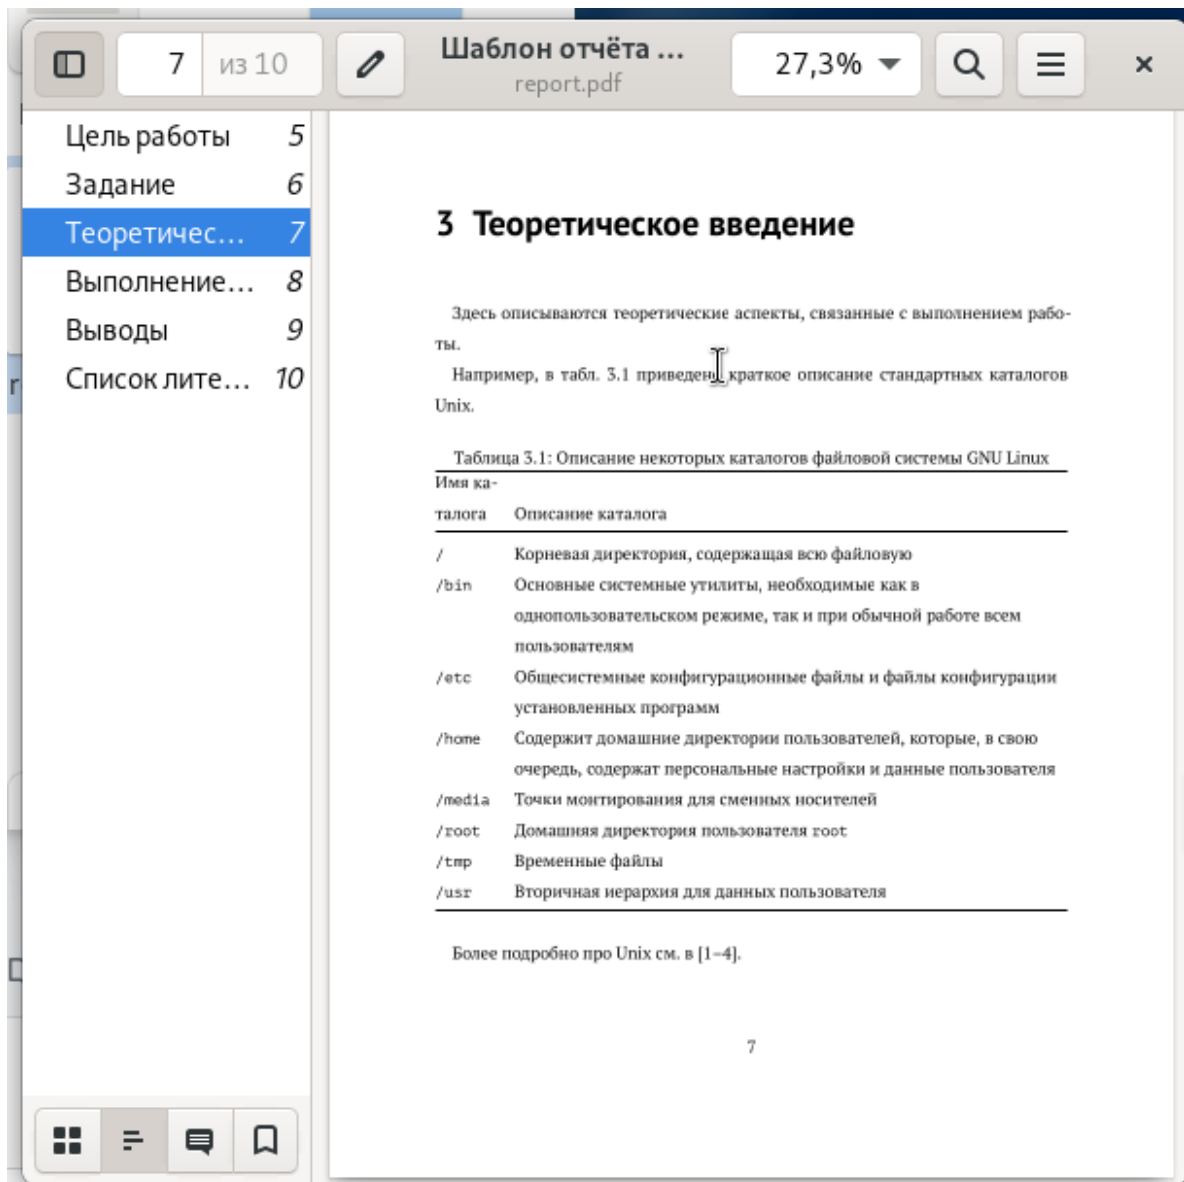 7 из 10
Шаблон отчёта ...
report.pdf
27,3%
Цель работы 5
Задание 6
Теоретичес... 7
Выполнение... 8
Выводы 9
Список лите... 10
3 Теоретическое введение
Здесь описываются теоретические аспекты, связанные с выполнением рабо-
ты.
Например, в табл. 3.1 приведено краткое описание стандартных каталогов
Unix.
Таблица 3.1: Описание некоторых каталогов файловой системы GNU Linux
Имя ка-
талога Описание каталога
/ Корневая директория, содержащая всю файловую
/bin Основные системные утилиты, необходимые как в
однопользовательском режиме, так и при обычной работе всем
пользователям
/etc Общесистемные конфигурационные файлы и файлы конфигурации
установленных программ
/home Содержит домашние директории пользователей, которые, в свою
очередь, содержат персональные настройки и данные пользователя
/media Точки монтирования для сменных носителей
/root Домашняя директория пользователя root
/tmp Временные файлы
/usr Вторичная иерархия для данных пользователя
Более подробно про Unix см. в [1–4].
7